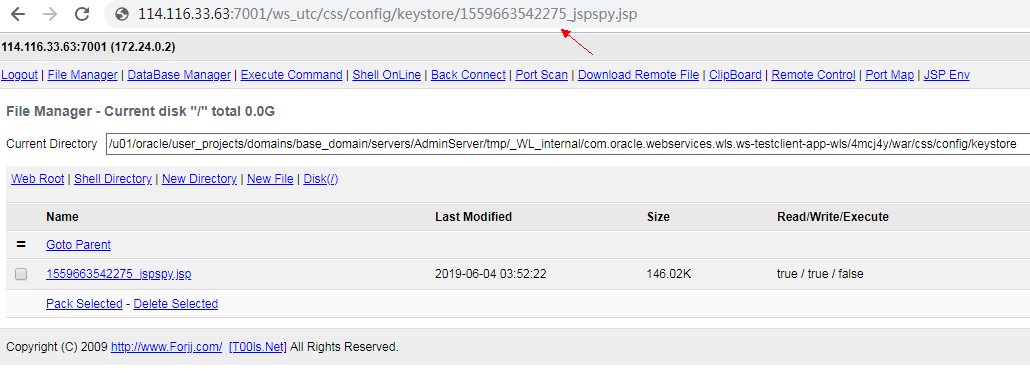 114.116.33.63:7001/ws_utc/css/config/keystore/1559663542275_jspspy.jsp
114.116.33.63:7001 (172.24.0.2)
Logout | File Manager | DataBase Manager | Execute Command | Shell OnLine | Back Connect | Port Scan | Download Remote File | ClipBoard | Remote Control | Port Map | JSP Env
File Manager - Current disk "/" total 0.0G
Current Directory /u01/oracle/user_projects/domains/base_domain/servers/AdminServer/tmp/_WL_internal/com.oracle.webservices.wls.ws-testclient-app-wls/4mcj4y/war/css/config/keystore
Web Root | Shell Directory | New Directory | New File | Disk(/)
Name Last Modified Size Read/Write/Execute
= Goto Parent
1559663542275_jspspy.jsp 2019-06-04 03:52:22 146.02K true / true / false
Pack Selected - Delete Selected
Copyright (C) 2009 http://www.Forjj.com/ [T00ls.Net] All Rights Reserved.